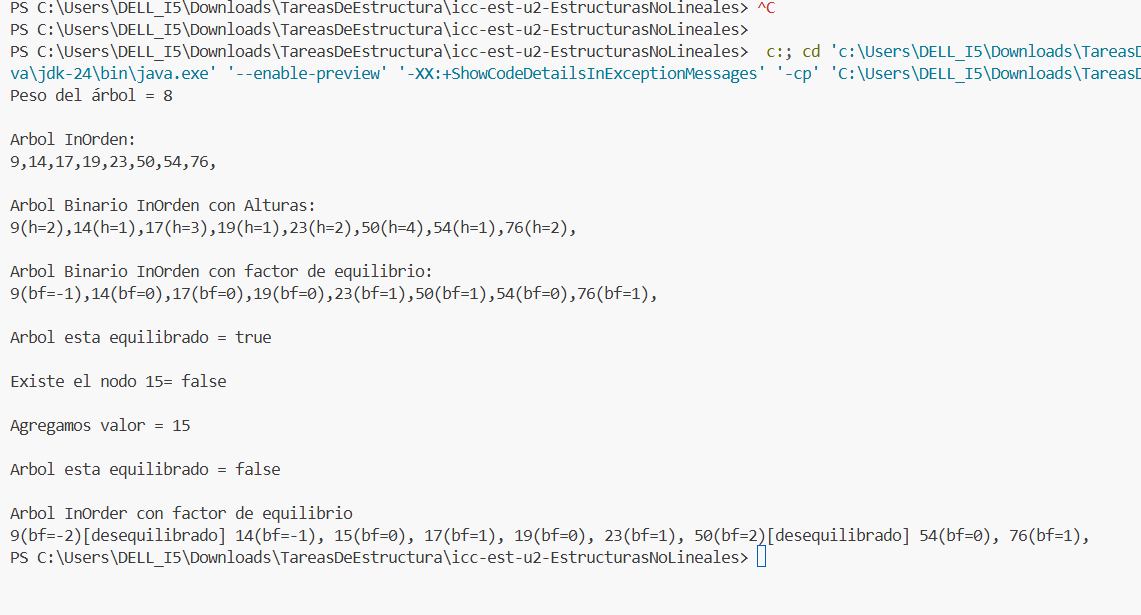 PS C:\Users\DELL_I5\Downloads\TareasDeEstructura\icc-est-u2-EstructurasNoLineales> ^C
PS C:\Users\DELL_I5\Downloads\TareasDeEstructura\icc-est-u2-EstructurasNoLineales>
PS C:\Users\DELL_I5\Downloads\TareasDeEstructura\icc-est-u2-EstructurasNoLineales>  c:; cd 'c:\Users\DELL_I5\Downloads\TareasD
va\jdk-24\bin\java.exe' '--enable-preview' '-XX:+ShowCodeDetailsInExceptionMessages' '-cp' 'C:\Users\DELL_I5\Downloads\TareasD
Peso del árbol = 8
Arbol InOrden:
9,14,17,19,23,50,54,76,
Arbol Binario InOrden con Alturas:
9(h=2),14(h=1),17(h=3),19(h=1),23(h=2),50(h=4),54(h=1),76(h=2),
Arbol Binario InOrden con factor de equilibrio:
9(bf=-1),14(bf=0),17(bf=0),19(bf=0),23(bf=1),50(bf=1),54(bf=0),76(bf=1),
Arbol esta equilibrado = true
Existe el nodo 15= false
Agregamos valor = 15
Arbol esta equilibrado = false
Arbol InOrder con factor de equilibrio
9(bf=-2)[desequilibrado] 14(bf=-1), 15(bf=0), 17(bf=1), 19(bf=0), 23(bf=1), 50(bf=2)[desequilibrado] 54(bf=0), 76(bf=1),
PS C:\Users\DELL_I5\Downloads\TareasDeEstructura\icc-est-u2-EstructurasNoLineales>